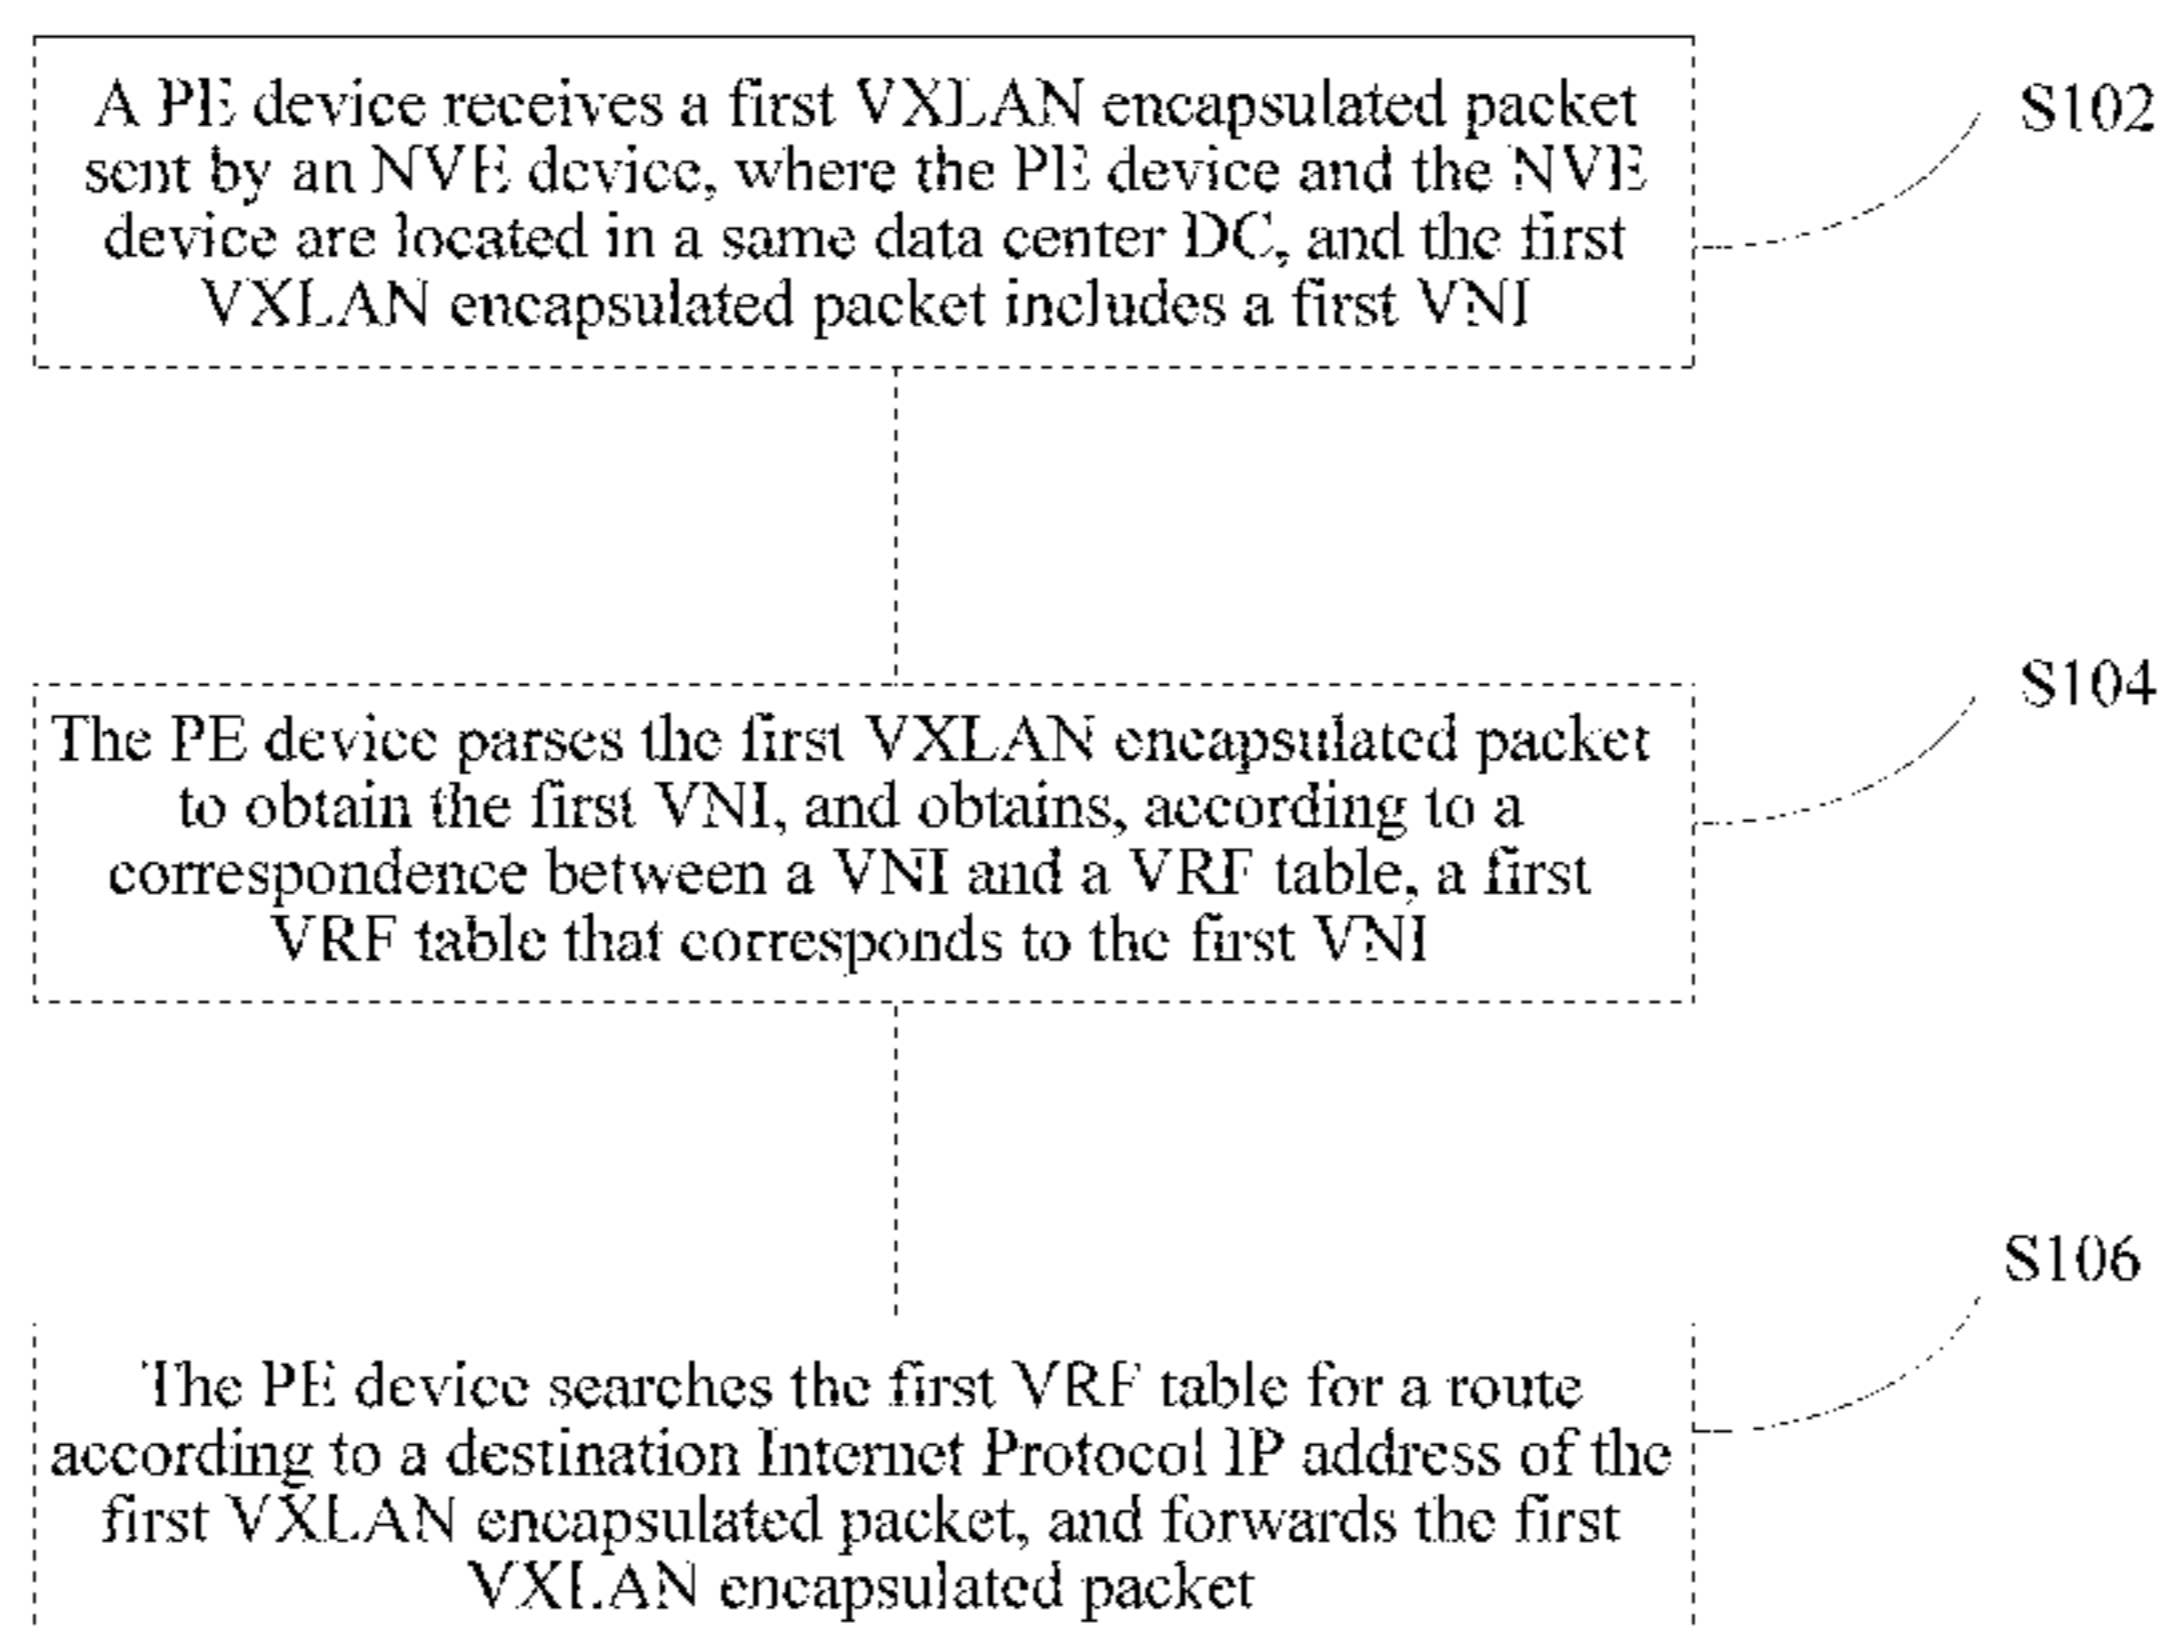 A PE device receives a first VXLAN encapsulated packet
sent by an NVE device, where the PE device and the NVE
device are located in a same data center DC, and the first
VXLAN encapsulated packet includes a first VNI
S102
The PE device parses the first VXLAN encapsulated packet
to obtain the first VNI, and obtains, according to a
correspondence between a VNI and a VRF table, a first
VRF table that corresponds to the first VNI
S104
The PE device searches the first VRF table for a route
according to a destination Internet Protocol IP address of the
first VXLAN encapsulated packet, and forwards the first
VXLAN encapsulated packet
S106